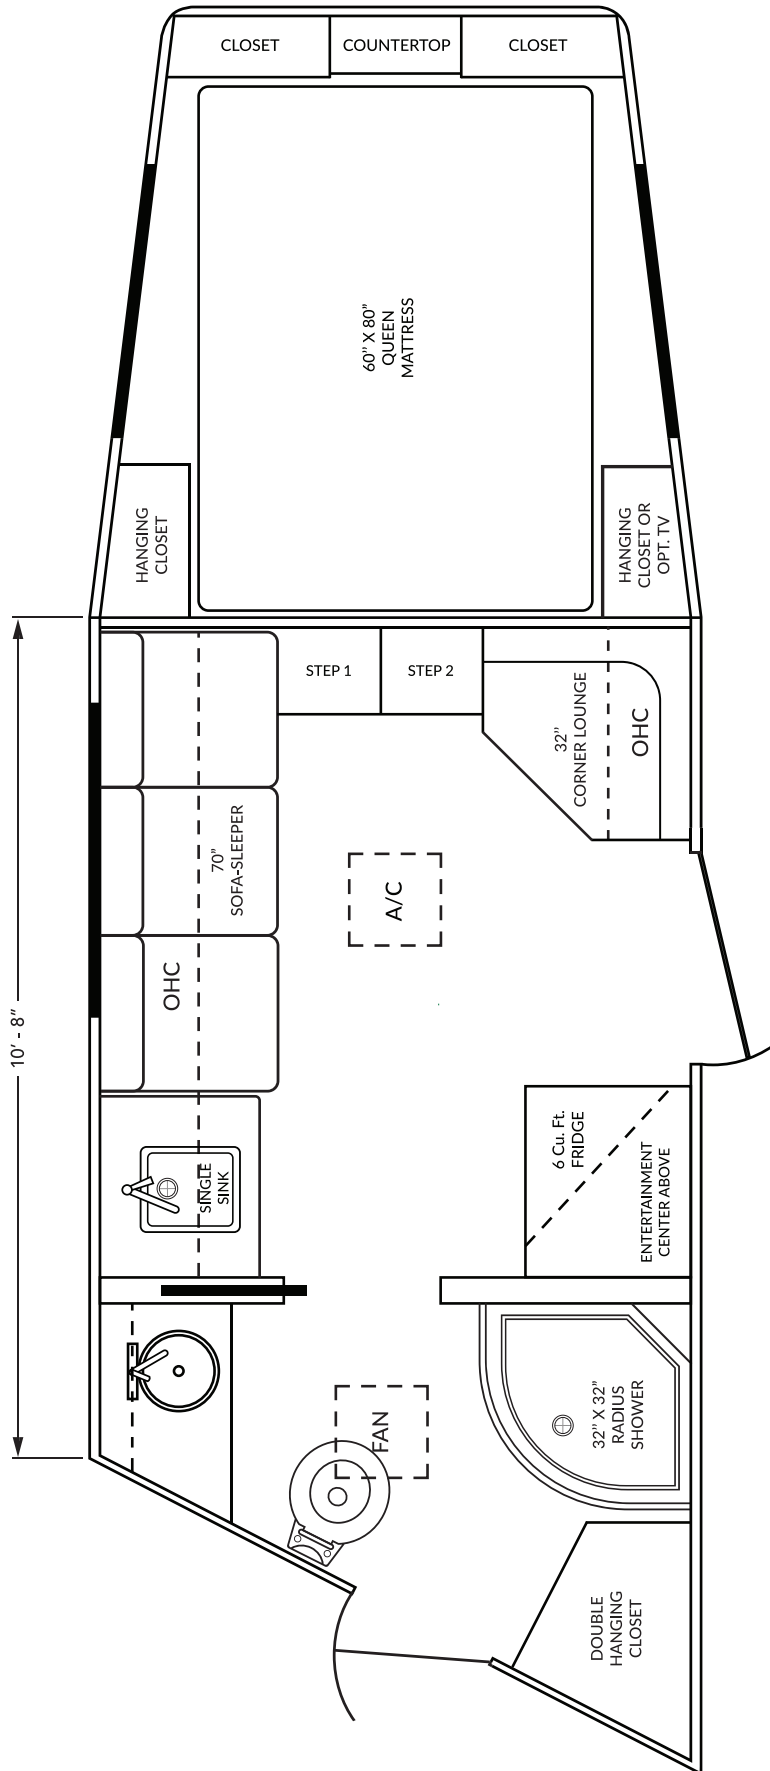 CLOSET
COUNTERTOP
CLOSET
60” X 80”
QUEEN
MATTRESS
HANGING
CLOSET
HANGING
CLOSET OR
OPT. TV
STEP 1
STEP 2
32”
CORNER LOUNGE
OHC
70”
SOFA-SLEEPER
OHC
A/C
10’ - 8”
6 Cu. Ft.
FRIDGE
ENTERTAINMENT
CENTER ABOVE
SINGLE
SINK
FAN
32” X 32”
RADIUS
SHOWER
DOUBLE
HANGING
CLOSET